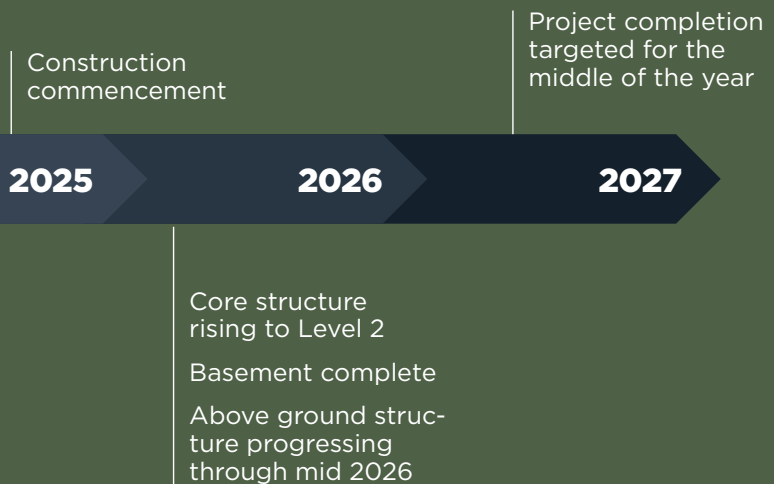 Construction
commencement
Project completion
targeted for the
middle of the year
2025
2026
2027
Core structure
rising to Level 2
Basement complete
Above ground struc-
ture progressing
through mid 2026